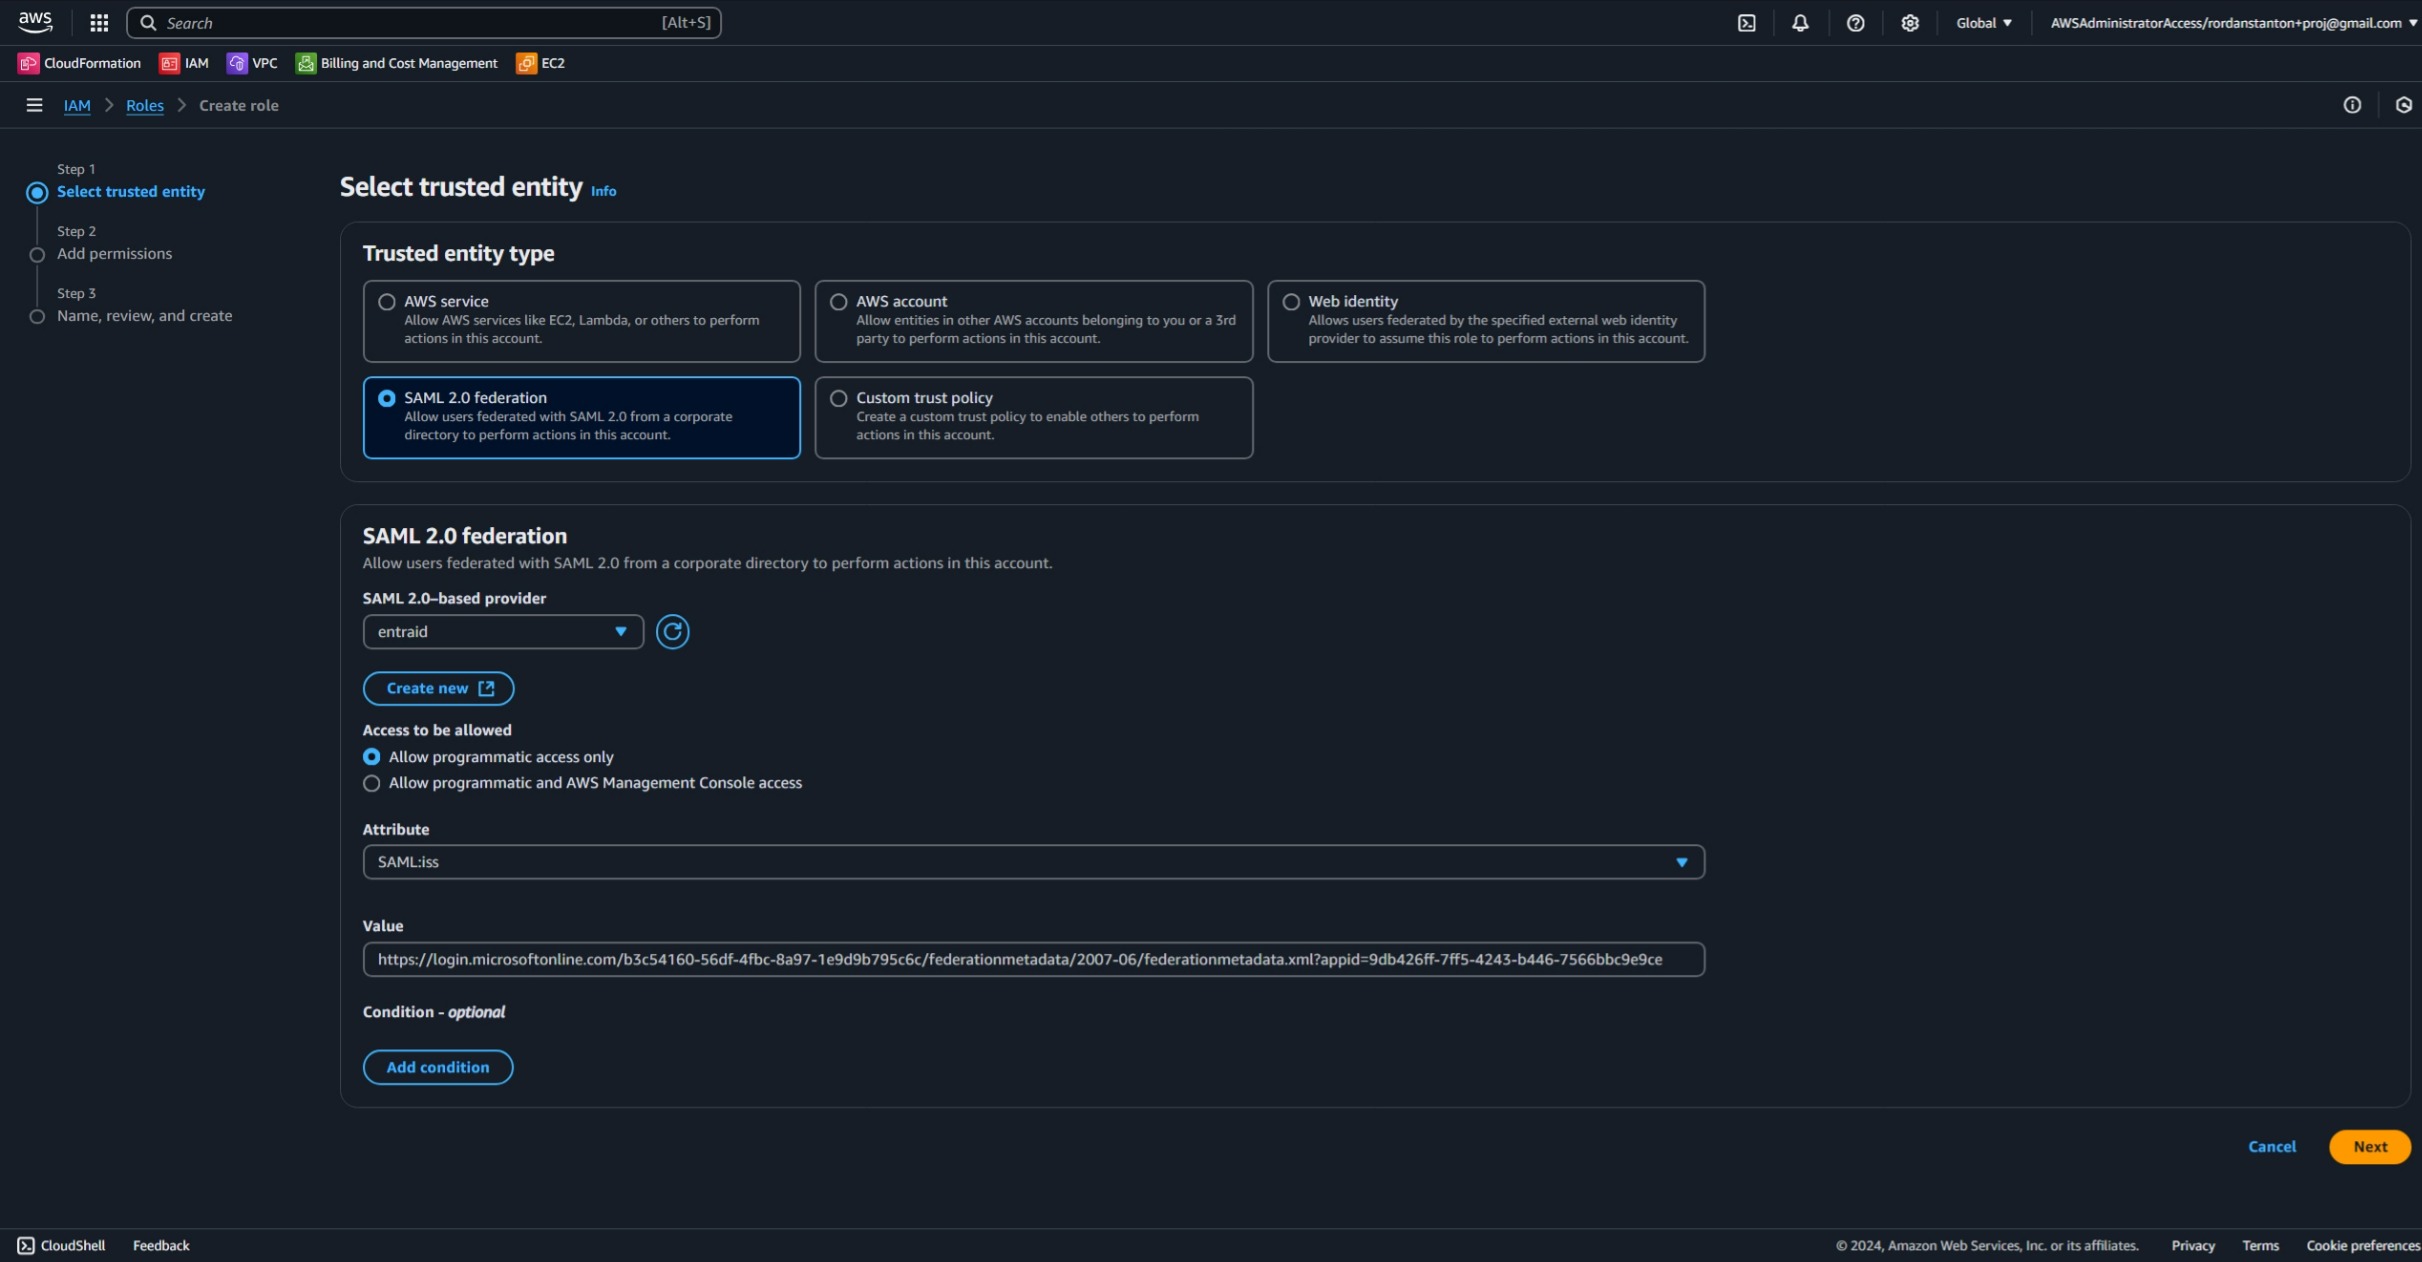 aws
Search [Alt+S] Global AWSAdministratorAccess/rordanstanton+proj@gmail.com
CloudFormation IAM VPC Billing and Cost Management EC2
IAM > Roles > Create role
Step 1
Select trusted entity
Step 2
Add permissions
Step 3
Name, review, and create
Select trusted entity Info
Trusted entity type
AWS service
Allow AWS services like EC2, Lambda, or others to perform
actions in this account.
AWS account
Allow entities in other AWS accounts belonging to you or a 3rd
party to perform actions in this account.
Web identity
Allows users federated by the specified external web identity
provider to assume this role to perform actions in this account.
SAML 2.0 federation
Allow users federated with SAML 2.0 from a corporate
directory to perform actions in this account.
Custom trust policy
Create a custom trust policy to enable others to perform
actions in this account.
SAML 2.0 federation
Allow users federated with SAML 2.0 from a corporate directory to perform actions in this account.
SAML 2.0–based provider
entraid
Create new
Access to be allowed
Allow programmatic access only
Allow programmatic and AWS Management Console access
Attribute
SAML:iss
Value
https://login.microsoftonline.com/b3c54160-56df-4fbc-8a97-1e9d9b795c6c/federationmetadata/2007-06/federationmetadata.xml?appid=9db426ff-7ff5-4243-b446-7566bbc9e9ce
Condition - optional
Add condition
Cancel Next
CloudShell Feedback © 2024, Amazon Web Services, Inc. or its affiliates. Privacy Terms Cookie preferences